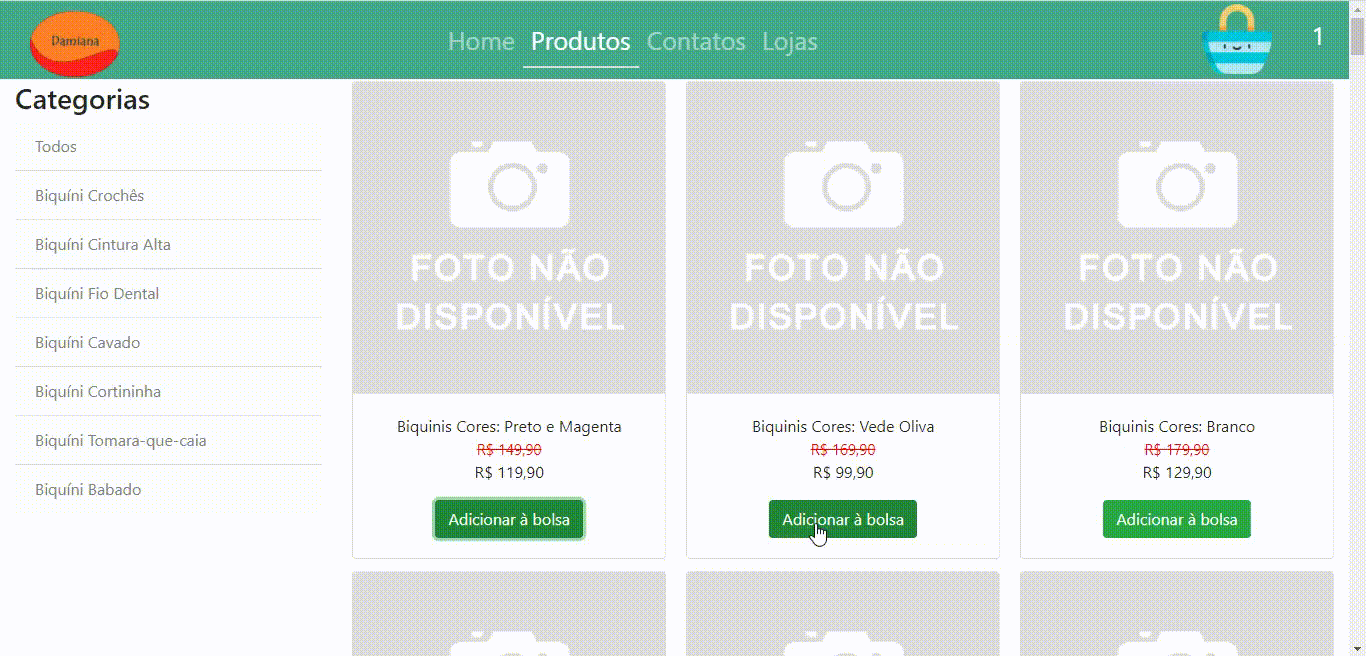 Damiana
Home Produtos Contatos Lojas
1
Categorias
Todos
Biquíni Crochês
Biquíni Cintura Alta
Biquíni Fio Dental
Biquíni Cavado
Biquíni Cortininha
Biquíni Tomara-que-caia
Biquíni Babado
FOTO NÃO
DISPONÍVEL
Biquinis Cores: Preto e Magenta
R$ 149,90
R$ 119,90
Adicionar à bolsa
FOTO NÃO
DISPONÍVEL
Biquinis Cores: Vede Oliva
R$ 169,90
R$ 99,90
Adicionar à bolsa
FOTO NÃO
DISPONÍVEL
Biquinis Cores: Branco
R$ 179,90
R$ 129,90
Adicionar à bolsa